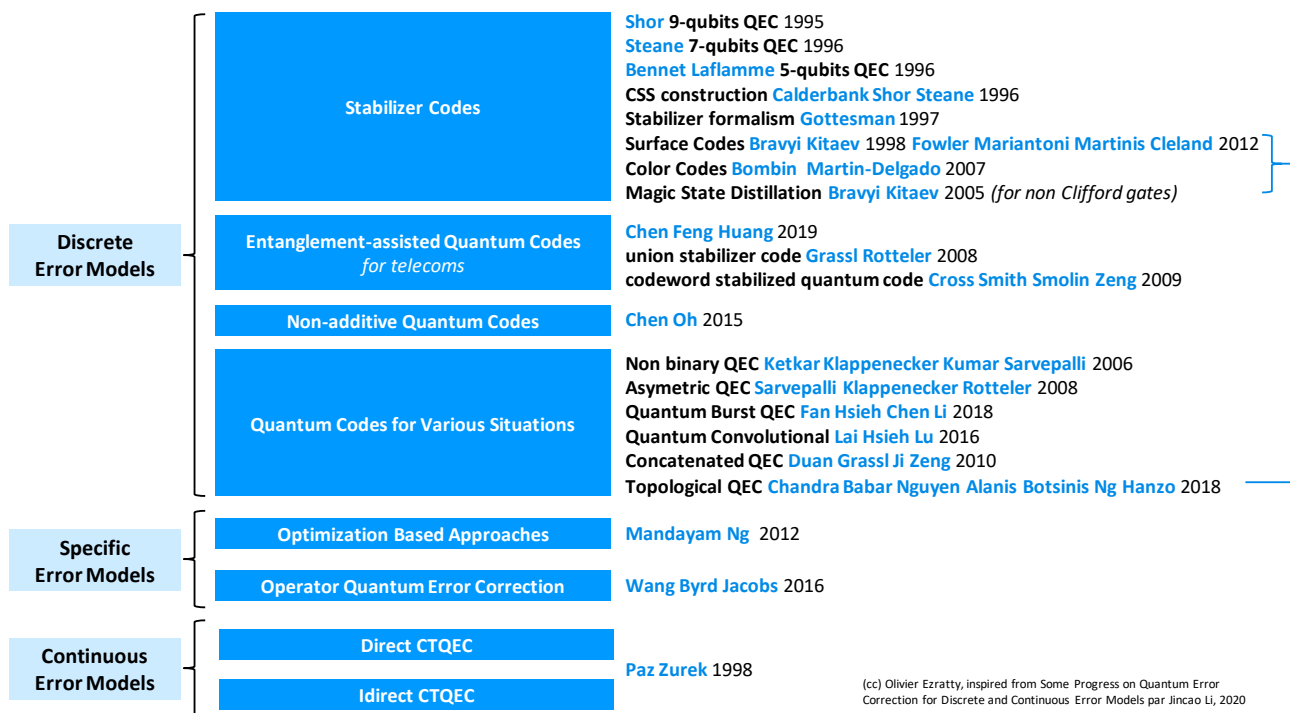 Shor 9-qubits QEC 1995
Steane 7-qubits QEC 1996
Bennet Laflamme 5-qubits QEC 1996
CSS construction Calderbank Shor Steane 1996
Stabilizer Codes
Stabilizer formalism Gottesman 1997
Surface Codes Bravyi Kitaev 1998 Fowler Mariantoni Martinis Cleland 2012
Color Codes Bombin Martin-Delgado 2007
Magic State Distillation Bravyi Kitaev 2005 (for non Clifford gates)
Discrete
Error Models
Entanglement-assisted Quantum Codes
for telecoms
Chen Feng Huang 2019
union stabilizer code Grassl Rotteler 2008
codeword stabilized quantum code Cross Smith Smolin Zeng 2009
Non-additive Quantum Codes
Chen Oh 2015
Quantum Codes for Various Situations
Non binary QEC Ketkar Klappenecker Kumar Sarvepalli 2006
Asymetric QEC Sarvepalli Klappenecker Rotteler 2008
Quantum Burst QEC Fan Hsieh Chen Li 2018
Quantum Convolutional Lai Hsieh Lu 2016
Concatenated QEC Duan Grassl Ji Zeng 2010
Topological QEC Chandra Babar Nguyen Alanis Botsinis Ng Hanzo 2018
Specific
Error Models
Optimization Based Approaches
Mandayam Ng 2012
Operator Quantum Error Correction
Wang Byrd Jacobs 2016
Continuous
Error Models
Direct CTQEC
Idirect CTQEC
Paz Zurek 1998
(cc) Olivier Ezratty, inspired from Some Progress on Quantum Error
Correction for Discrete and Continuous Error Models par Jincao Li, 2020